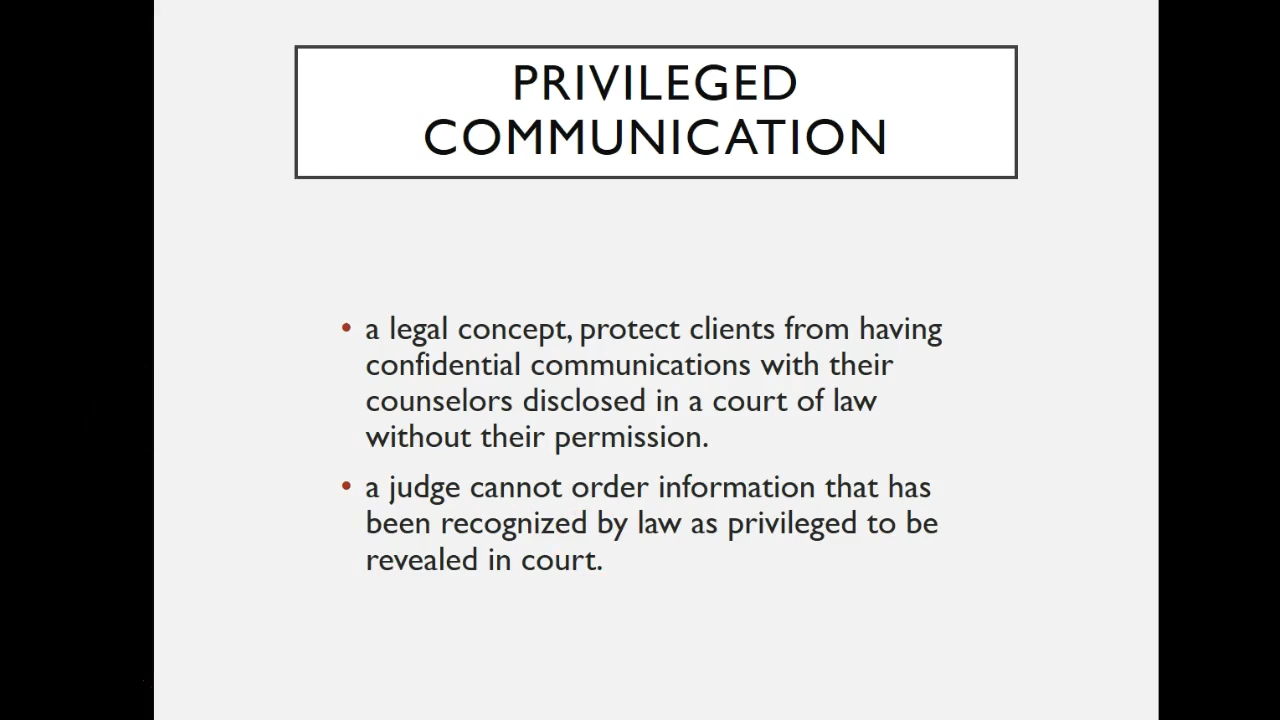 PRIVILEGED
COMMUNICATION
• a legal concept, protect clients from having
confidential communications with their
counselors disclosed in a court of law
without their permission.
• a judge cannot order information that has
been recognized by law as privileged to be
revealed in court.